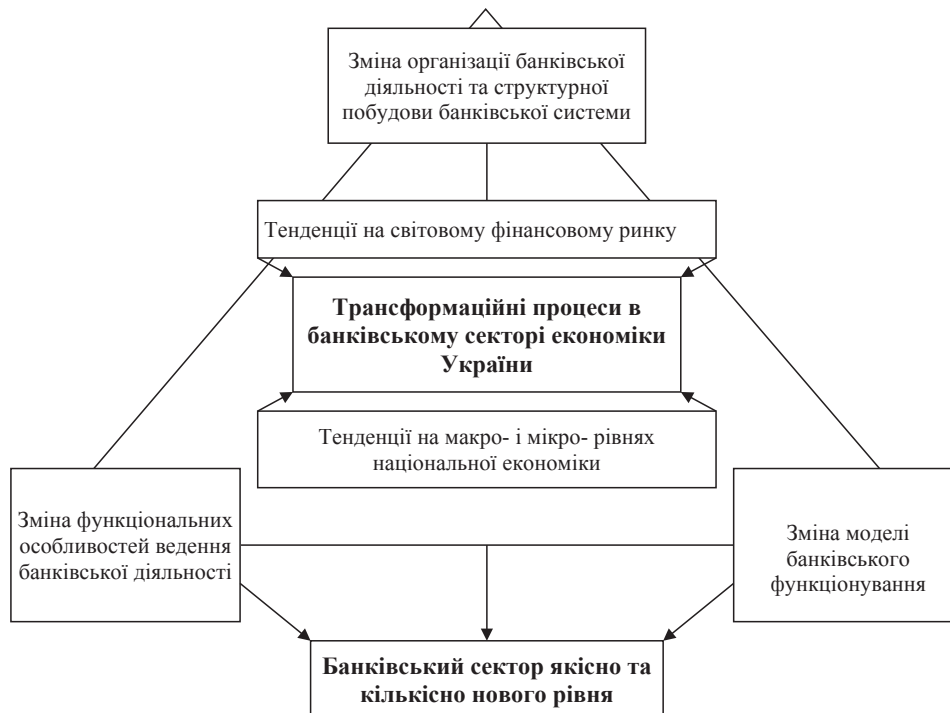 Зміна організації банківської
діяльності та структурної
побудови банківської системи
Тенденції на світовому фінансовому ринку
Трансформаційні процеси в
банківському секторі економіки
України
Тенденції на макро- і мікро- рівнях
національної економіки
Зміна функціональних
особливостей ведення
банківської діяльності
Зміна моделі
банківського
функціонування
Банківський сектор якісно та
кількісно нового рівня